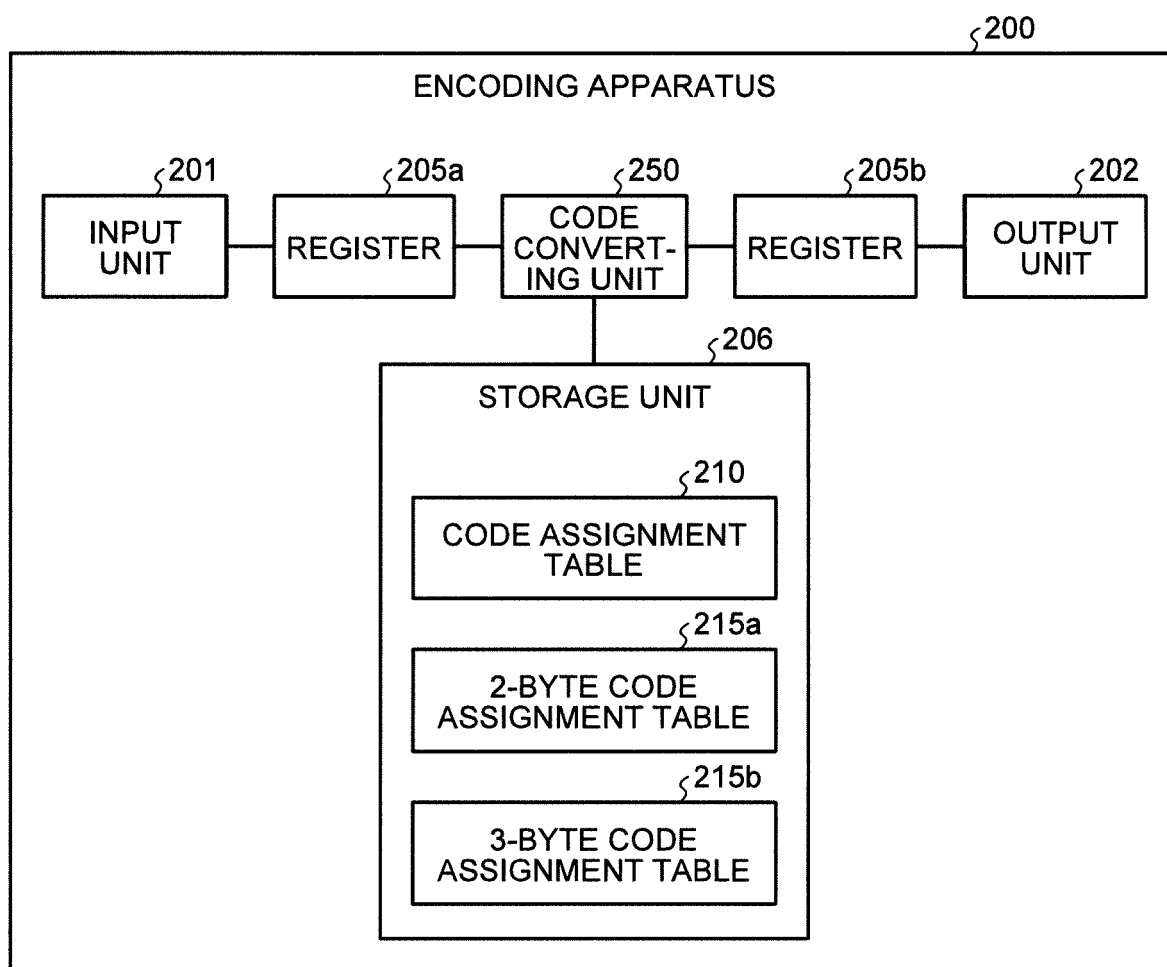 200
ENCODING APPARATUS
201
205a
250
205b
202
INPUT
UNIT
REGISTER
CODE
CONVERT-
ING UNIT
REGISTER
OUTPUT
UNIT
206
STORAGE UNIT
210
CODE ASSIGNMENT
TABLE
215a
2-BYTE CODE
ASSIGNMENT TABLE
215b
3-BYTE CODE
ASSIGNMENT TABLE